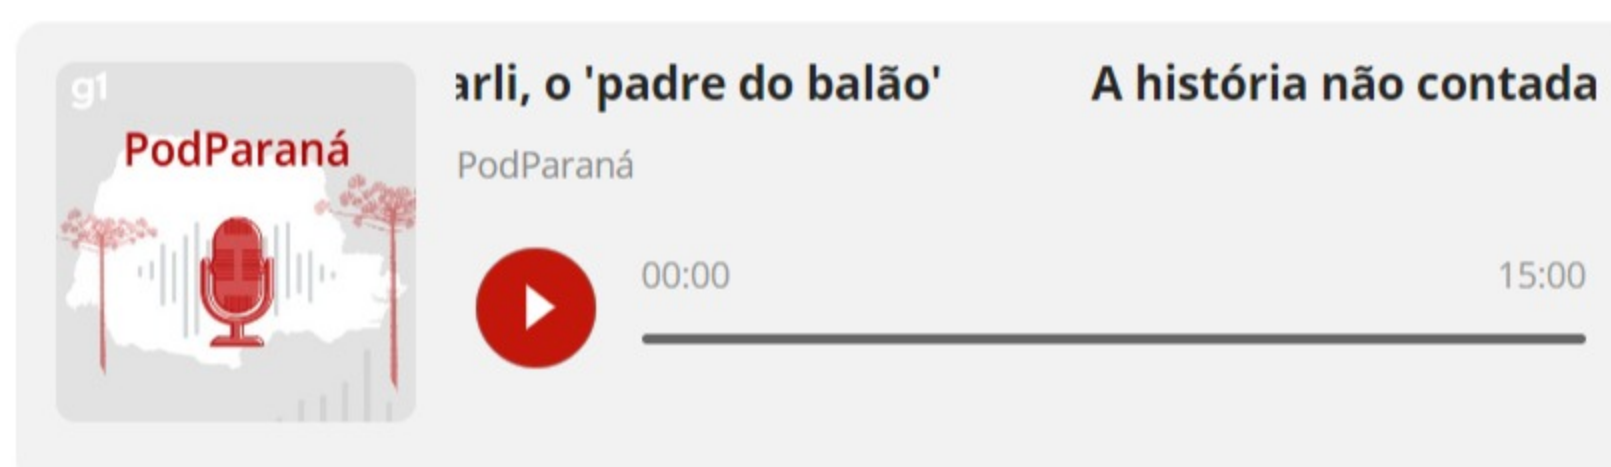 g1
PodParaná
arli, o 'padre do balão' A história não contada
PodParaná
00:00 15:00